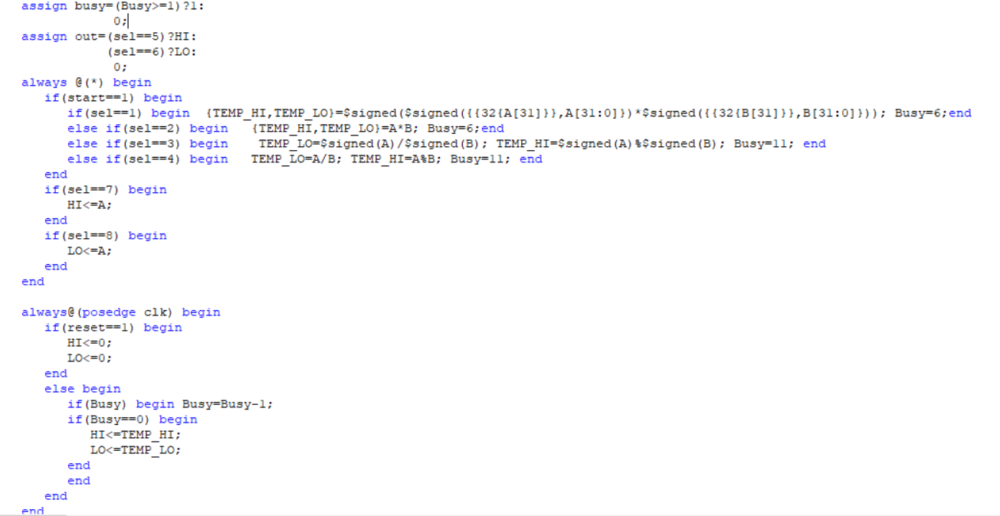 assign busy=(Busy>=1)?1:
0;
assign out=(sel==5)?HI:
(sel==6)?LO:
0;
always @(*) begin
if(start==1) begin
if(sel==1) begin {TEMP_HI,TEMP_LO}=$signed($signed({{32{A[31]}},A[31:0]})*$signed({{32{B[31]}},B[31:0]})); Busy=6;end
else if(sel==2) begin {TEMP_HI,TEMP_LO}=A*B; Busy=6;end
else if(sel==3) begin TEMP_LO=$signed(A)/$signed(B); TEMP_HI=$signed(A)%$signed(B); Busy=11; end
else if(sel==4) begin TEMP_LO=A/B; TEMP_HI=A%B; Busy=11; end
end
if(sel==7) begin
HI<=A;
end
if(sel==8) begin
LO<=A;
end
end
always@(posedge clk) begin
if(reset==1) begin
HI<=0;
LO<=0;
end
else begin
if(Busy) begin Busy=Busy-1;
if(Busy==0) begin
HI<=TEMP_HI;
LO<=TEMP_LO;
end
end
end
end